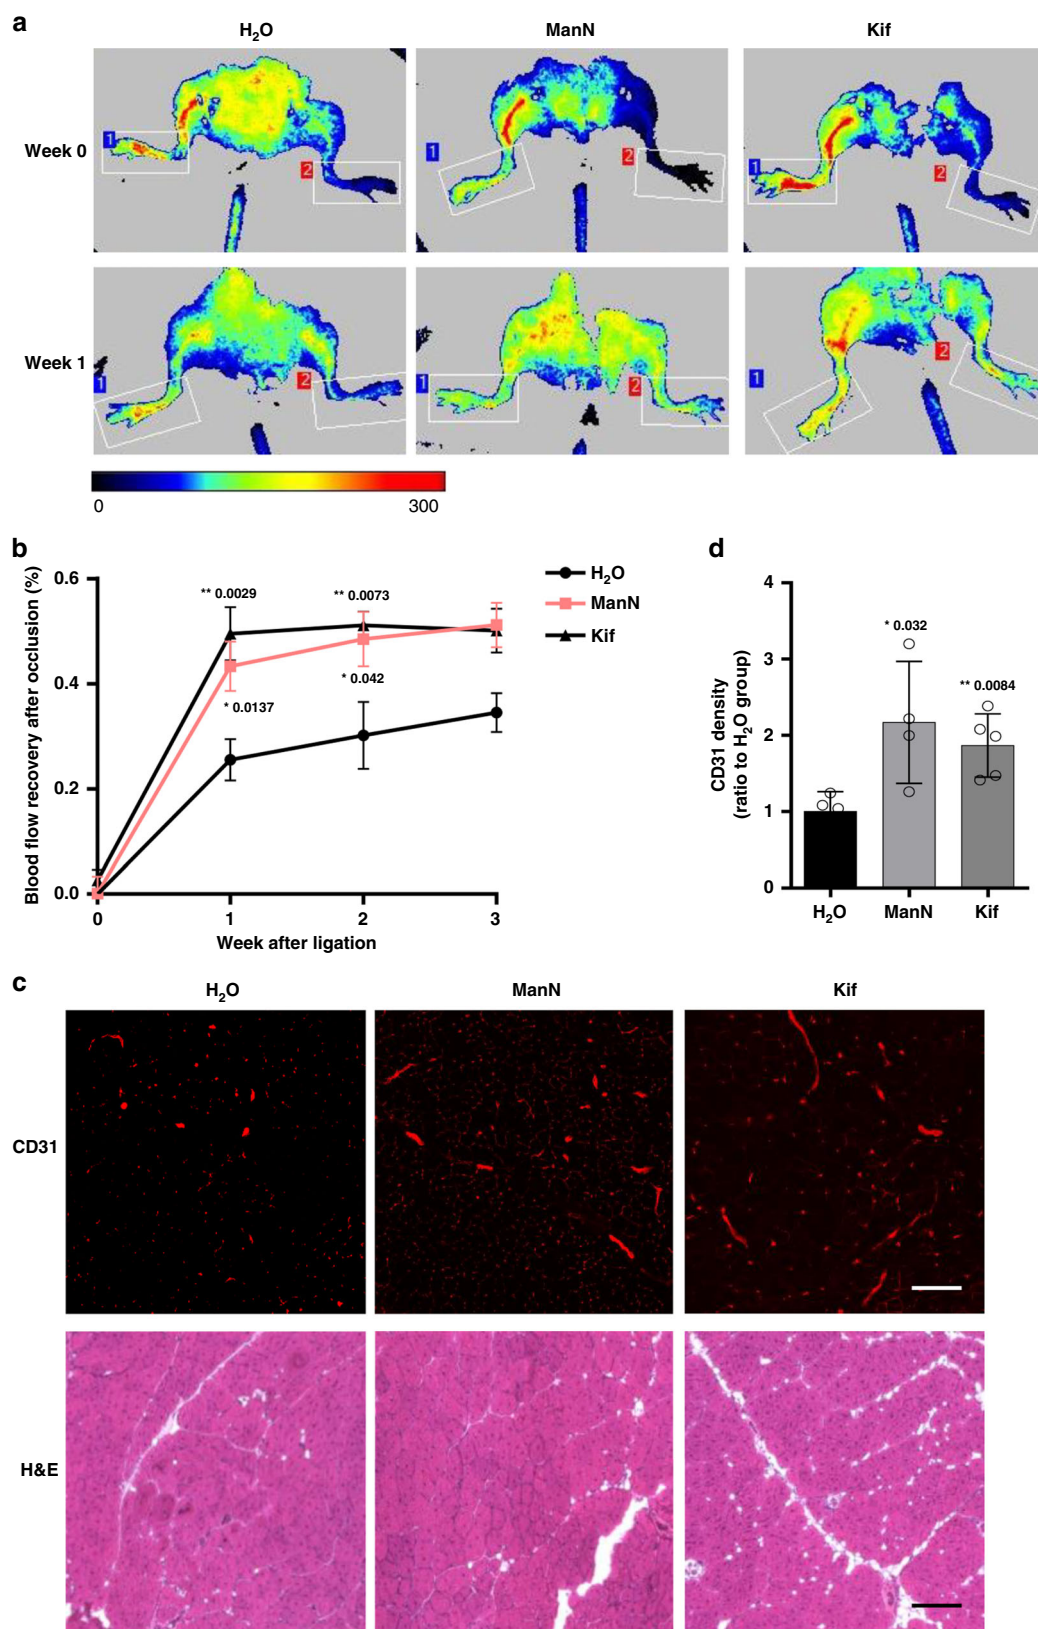 a
H₂O ManN Kif
Week 0
1 2 1 2 1 2
Week 1
1 2 1 2 1 2
0 300
b
Blood flow recovery after occlusion (%)
0.6
0.4
0.2
0.0
** 0.0029
** 0.0073
* 0.0137
* 0.042
0 1 2 3
Week after ligation
H₂O
ManN
Kif
d
CD31 density
(ratio to H₂O group)
4
3
2
1
0
* 0.032
** 0.0084
H₂O ManN Kif
c
H₂O ManN Kif
CD31
H&E